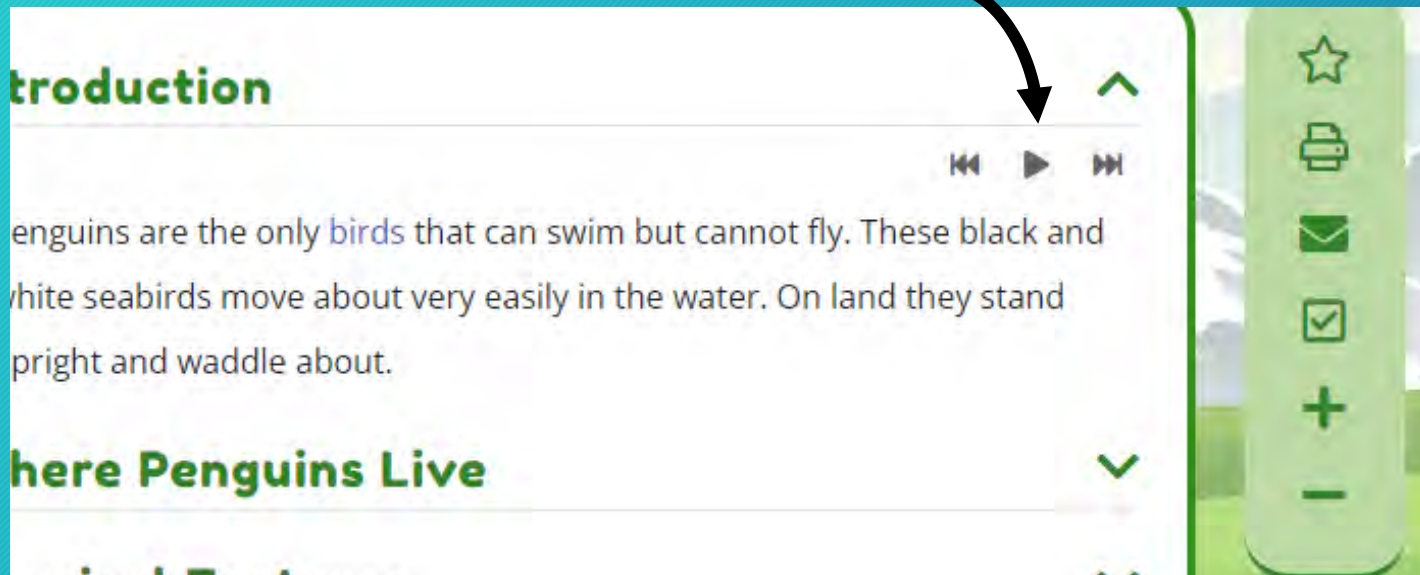 troduction
enguins are the only birds that can swim but cannot fly. These black and
hite seabirds move about very easily in the water. On land they stand
pright and waddle about.
here Penguins Live